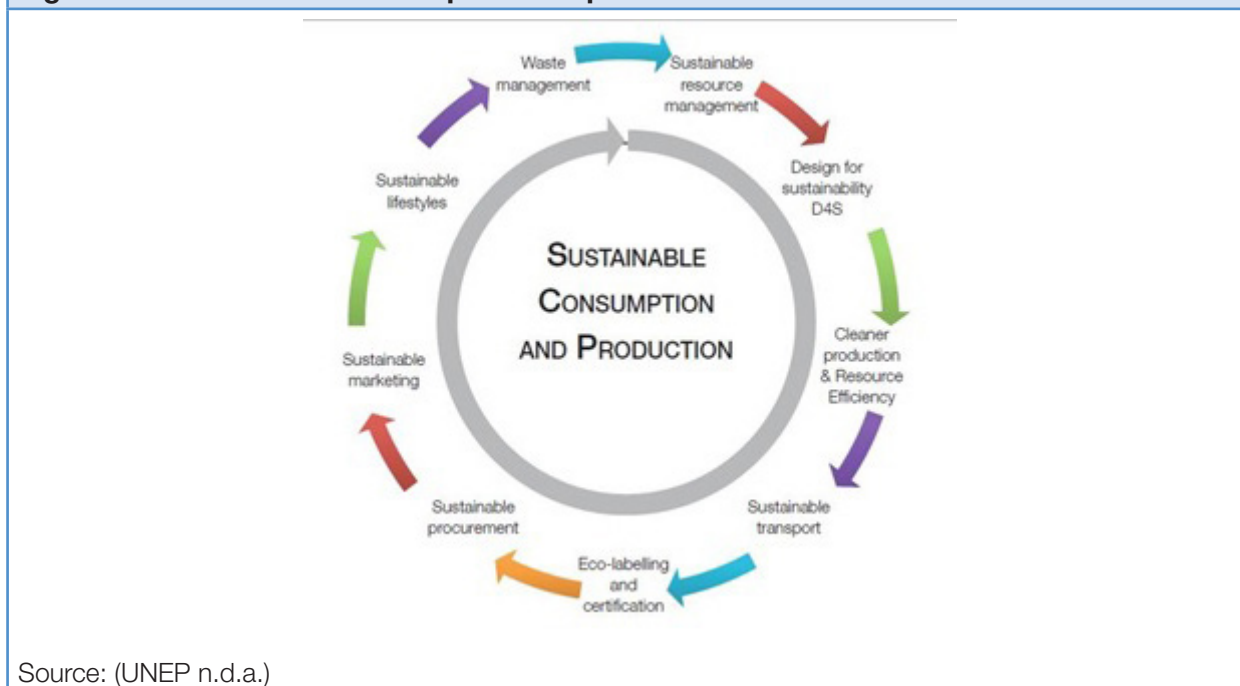 Waste
management
Sustainable
resource
management
Design for
sustainability
D4S
Cleaner
production
& Resource
Efficiency
Sustainable
transport
Eco-labelling
and
certification
Sustainable
procurement
Sustainable
marketing
Sustainable
lifestyles
SUSTAINABLE
CONSUMPTION
AND PRODUCTION
Source: (UNEP n.d.a.)